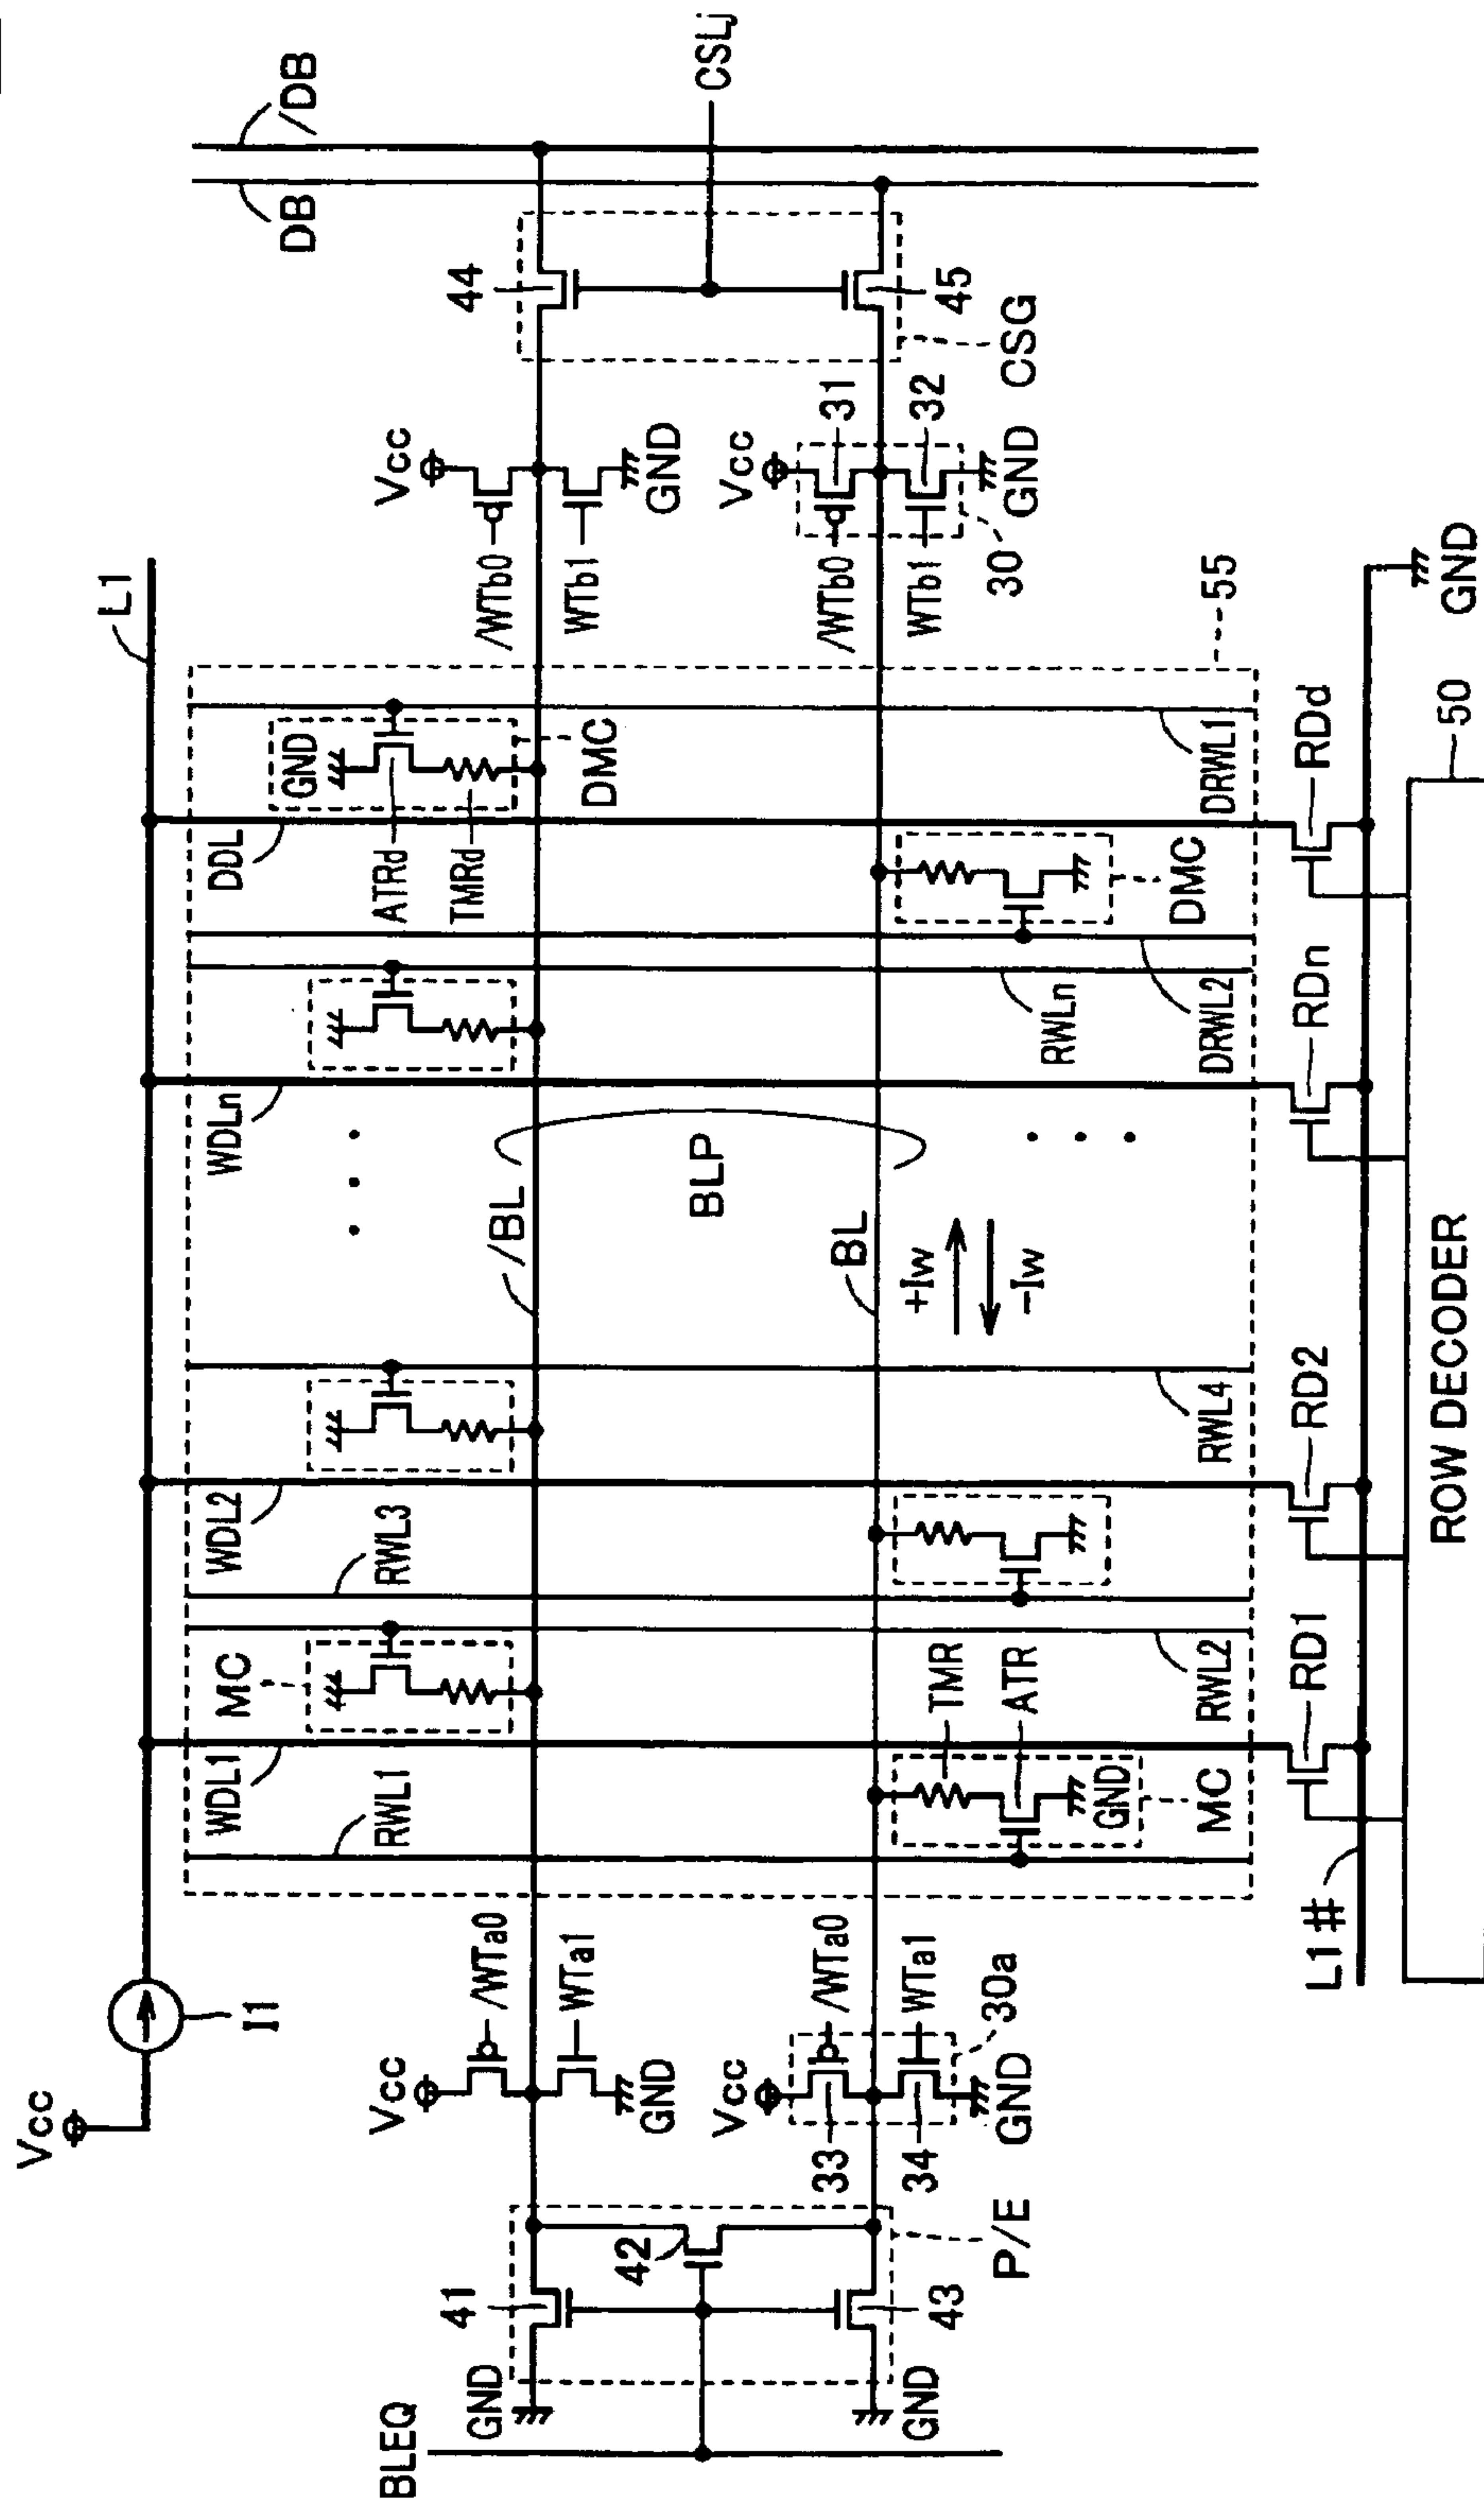 BLEQ
GND
41
42
43
GND
P/E
Vcc
I1
Vcc
/WTa0
WTa1
GND
Vcc
/WTa0
WTa1
33
34
30a
GND
L1#
WDL1
RWL1
MC
TMR
ATR
GND
MC
RWL2
RD1
WDL2
RWL3
RWL4
RD2
ROW DECODER
/BL
BL
BLP
+Iw
-Iw
WDLn
RWLn
DRWL2
RDn
DDL
ATRd
TMRd
GND
DMC
DMC
DRWL1
RDd
50
L1
55
GND
Vcc
/WTb0
WTb1
GND
Vcc
/WTb0
WTb1
31
32
30
GND
44
45
CSG
DB
/DB
CSLj